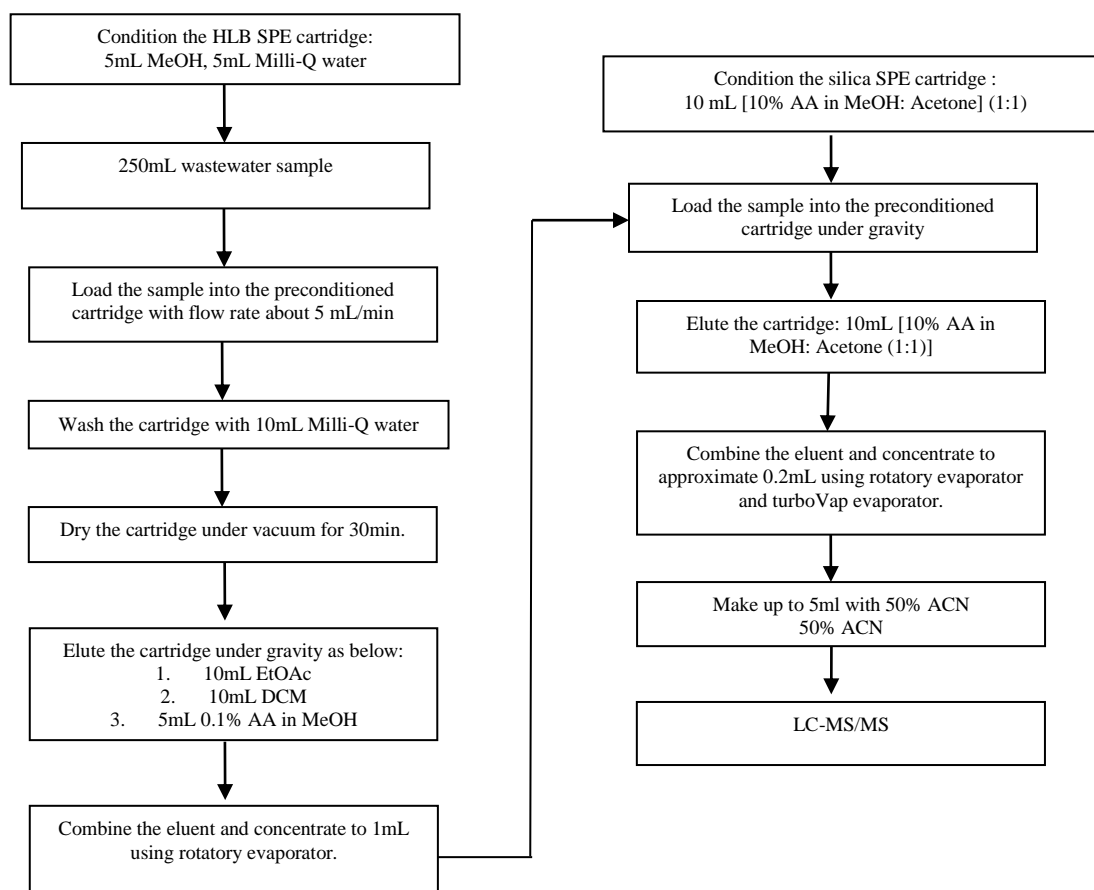 Condition the HLB SPE cartridge:
5mL MeOH, 5mL Milli-Q water
250mL wastewater sample
Load the sample into the preconditioned
cartridge with flow rate about 5 mL/min
Wash the cartridge with 10mL Milli-Q water
Dry the cartridge under vacuum for 30min.
Elute the cartridge under gravity as below:
1. 10mL EtOAc
2. 10mL DCM
3. 5mL 0.1% AA in MeOH
Combine the eluent and concentrate to 1mL
using rotatory evaporator.
Condition the silica SPE cartridge :
10 mL [10% AA in MeOH: Acetone] (1:1)
Load the sample into the preconditioned
cartridge under gravity
Elute the cartridge: 10mL [10% AA in
MeOH: Acetone (1:1)]
Combine the eluent and concentrate to
approximate 0.2mL using rotatory evaporator
and turboVap evaporator.
Make up to 5ml with 50% ACN
50% ACN
LC-MS/MS